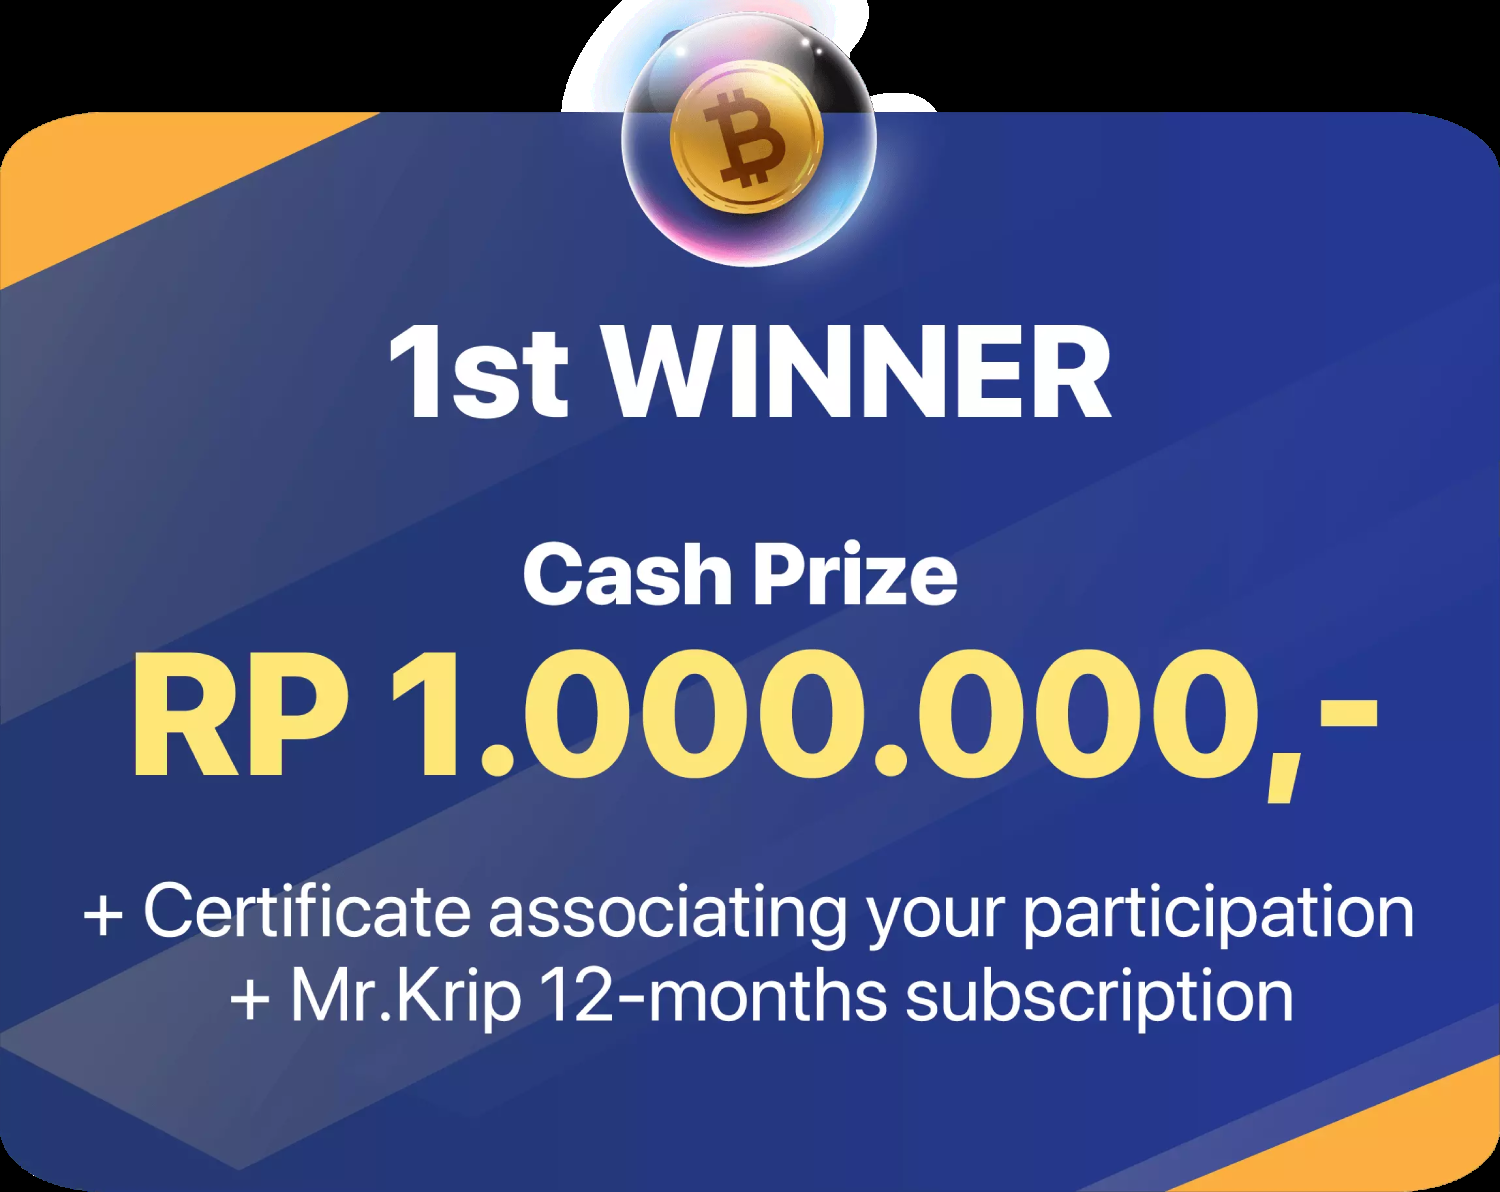 1st WINNER
Cash Prize
RP 1.000.000,-
+ Certificate associating your participation
+ Mr.Krip 12-months subscription